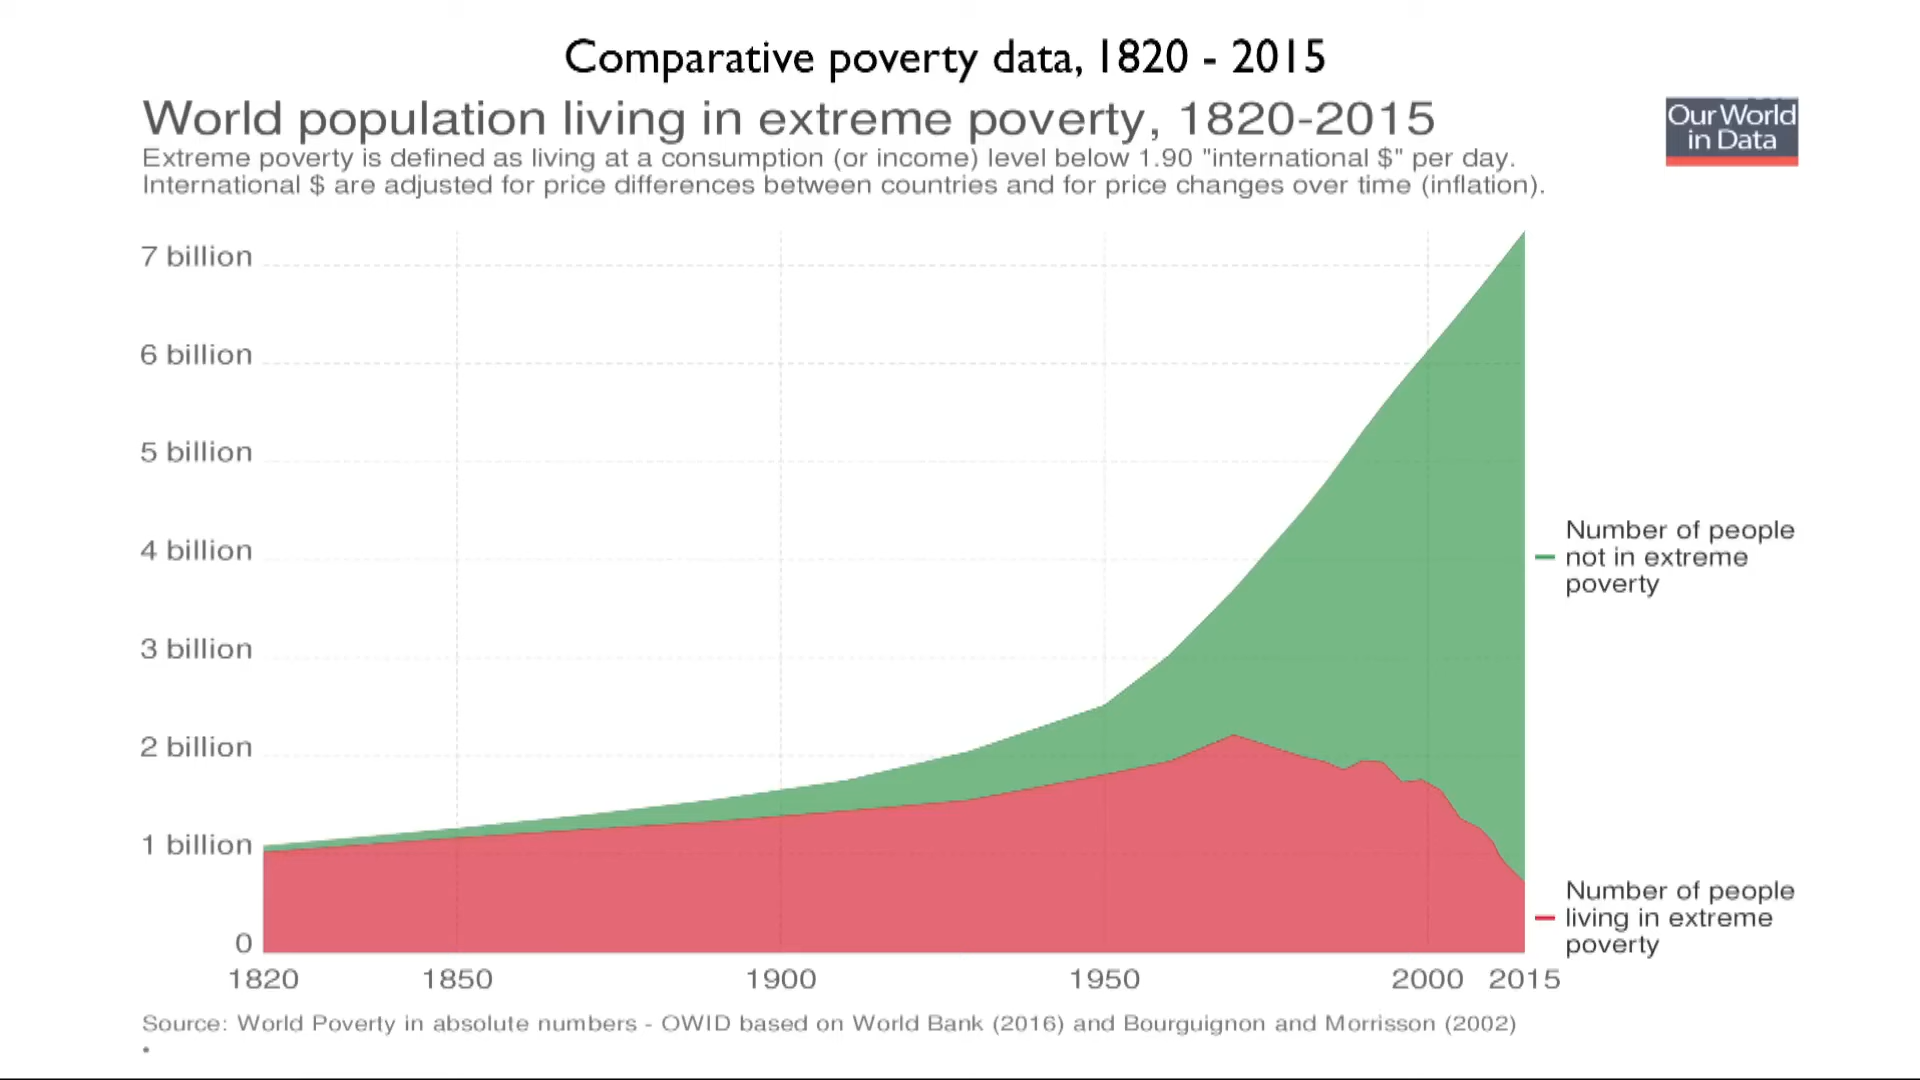 Comparative poverty data, 1820 - 2015
World population living in extreme poverty, 1820-2015
Extreme poverty is defined as living at a consumption (or income) level below 1.90 "international $" per day.
International $ are adjusted for price differences between countries and for price changes over time (inflation).
Our World
in Data
7 billion
6 billion
5 billion
4 billion
3 billion
2 billion
1 billion
0
1820
1850
1900
1950
2000
2015
Number of people
not in extreme
poverty
Number of people
living in extreme
poverty
Source: World Poverty in absolute numbers - OWID based on World Bank (2016) and Bourguignon and Morrisson (2002)
•